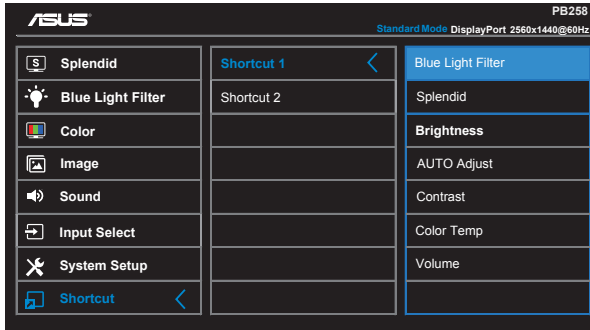 ASUS
PB258
Standard Mode DisplayPort 2560x1440@60Hz
S Splendid
Blue Light Filter
Color
Image
Sound
Input Select
System Setup
Shortcut
Shortcut 1
Shortcut 2
Blue Light Filter
Splendid
Brightness
AUTO Adjust
Contrast
Color Temp
Volume